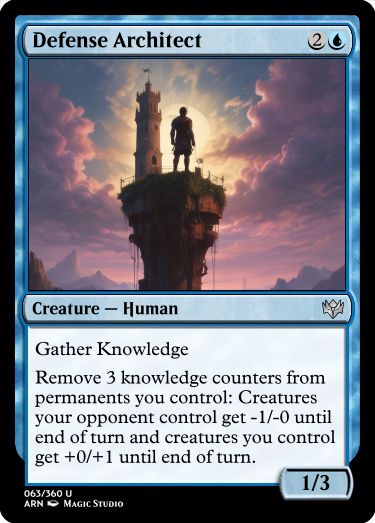 Defense Architect 2
Creature — Human
Gather Knowledge
Remove 3 knowledge counters from
permanents you control: Creatures
your opponent control get -1/-0 until
end of turn and creatures you control
get +0/+1 until end of turn.
1/3
063/360 U
ARN Magic Studio